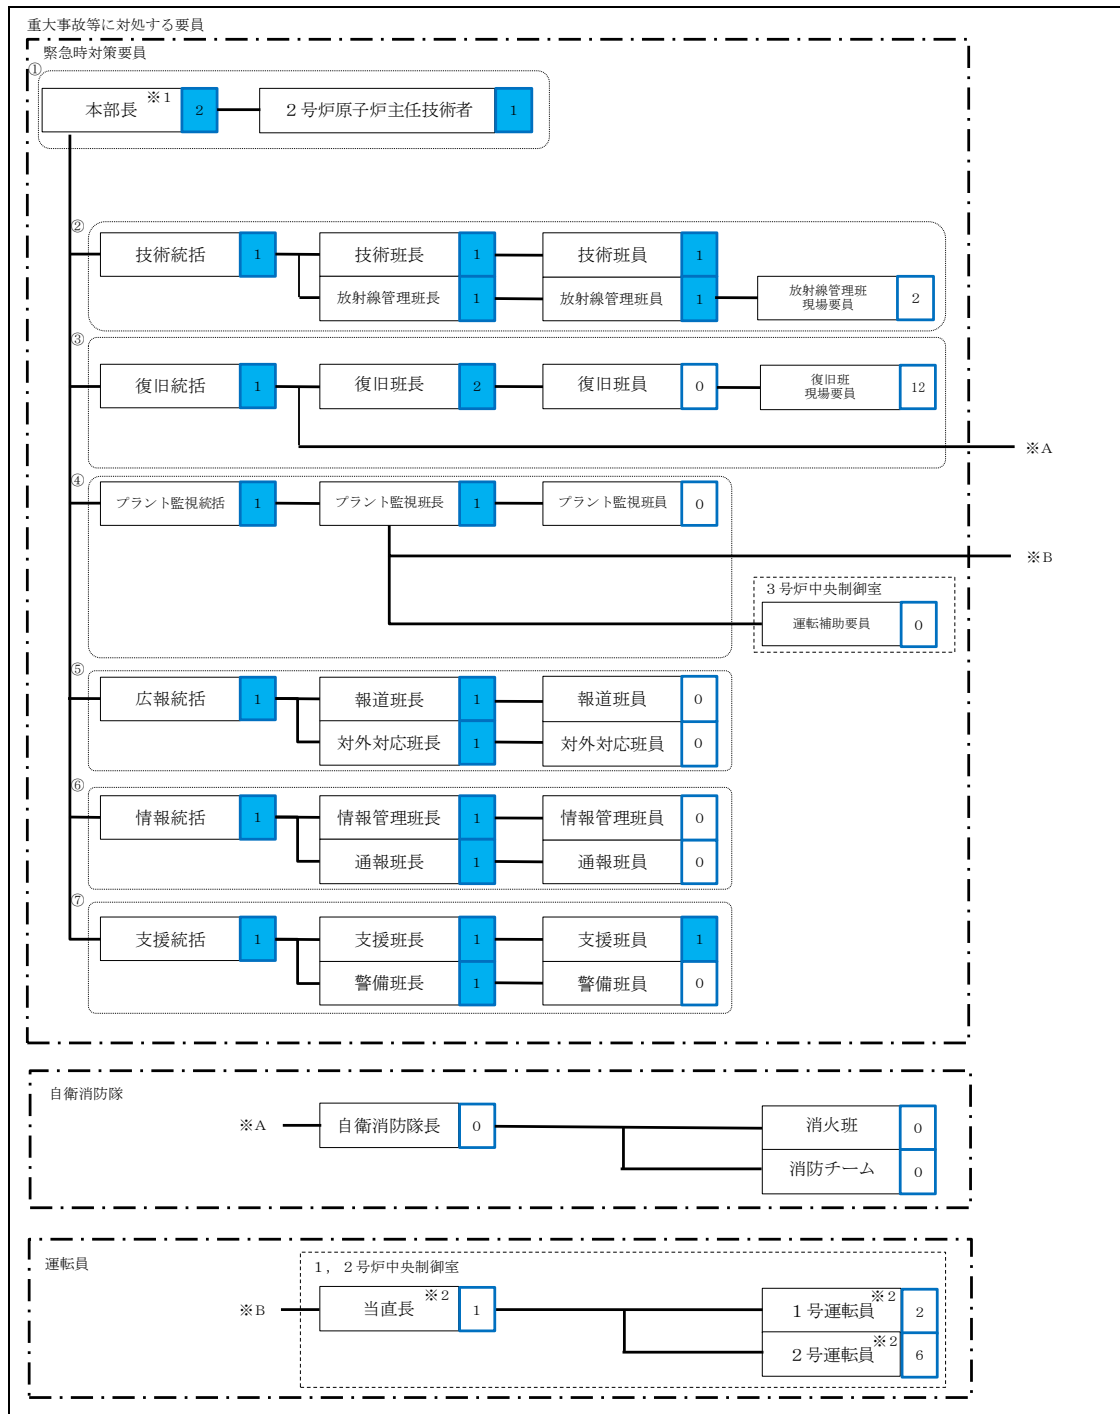 重大事故等に対処する要員
緊急時対策要員
①
本部長 ※1 2 2号炉原子炉主任技術者 1
②
技術統括 1 技術班長 1 技術班員 1
放射線管理班長 1 放射線管理班員 1 放射線管理班
現場要員 2
③
復旧統括 1 復旧班長 2 復旧班員 0 復旧班
現場要員 12
※A
④
プラント監視統括 1 プラント監視班長 1 プラント監視班員 0
※B
3号炉中央制御室
運転補助要員 0
⑤
広報統括 1 報道班長 1 報道班員 0
対外対応班長 1 対外対応班員 0
⑥
情報統括 1 情報管理班長 1 情報管理班員 0
通報班長 1 通報班員 0
⑦
支援統括 1 支援班長 1 支援班員 1
警備班長 1 警備班員 0
自衛消防隊
※A 自衛消防隊長 0 消火班 0
消防チーム 0
運転員
1,2号炉中央制御室
※B 当直長 ※2 1 1号運転員 ※2 2
2号運転員 ※2 6